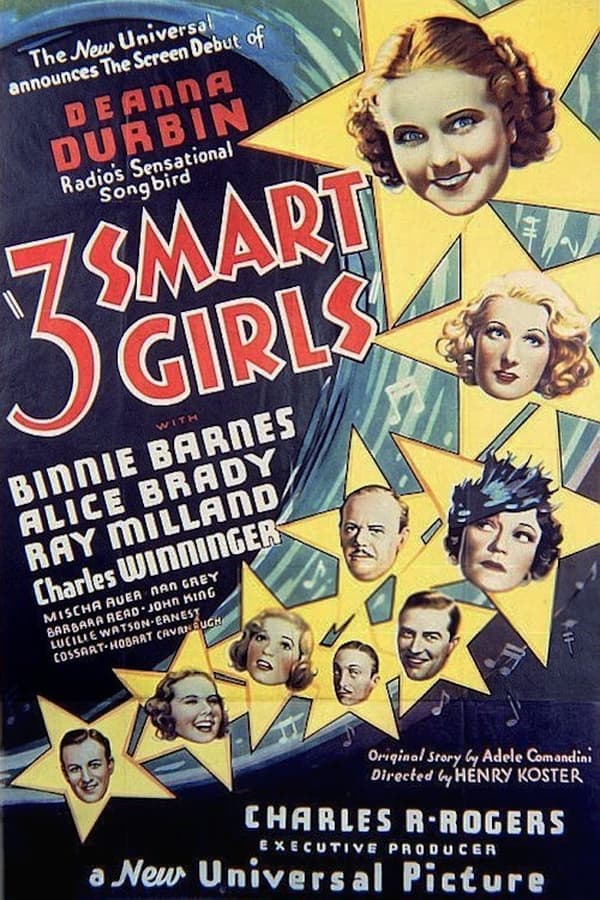 The New Universal
announces The Screen Debut of
DEANNA
DURBIN
Radio's Sensational
Songbird
"3 SMART
GIRLS"
WITH
BINNIE BARNES
ALICE BRADY
RAY MILLAND
Charles WINNINGER
MISCHA AUER · NAN GREY
BARBARA READ · JOHN KING
LUCILE WATSON · ERNEST
COSSART · HOBART CAVANAUGH
Original Story by Adele Comandini
Directed by HENRY KOSTER
CHARLES R·ROGERS
EXECUTIVE PRODUCER
a New Universal Picture